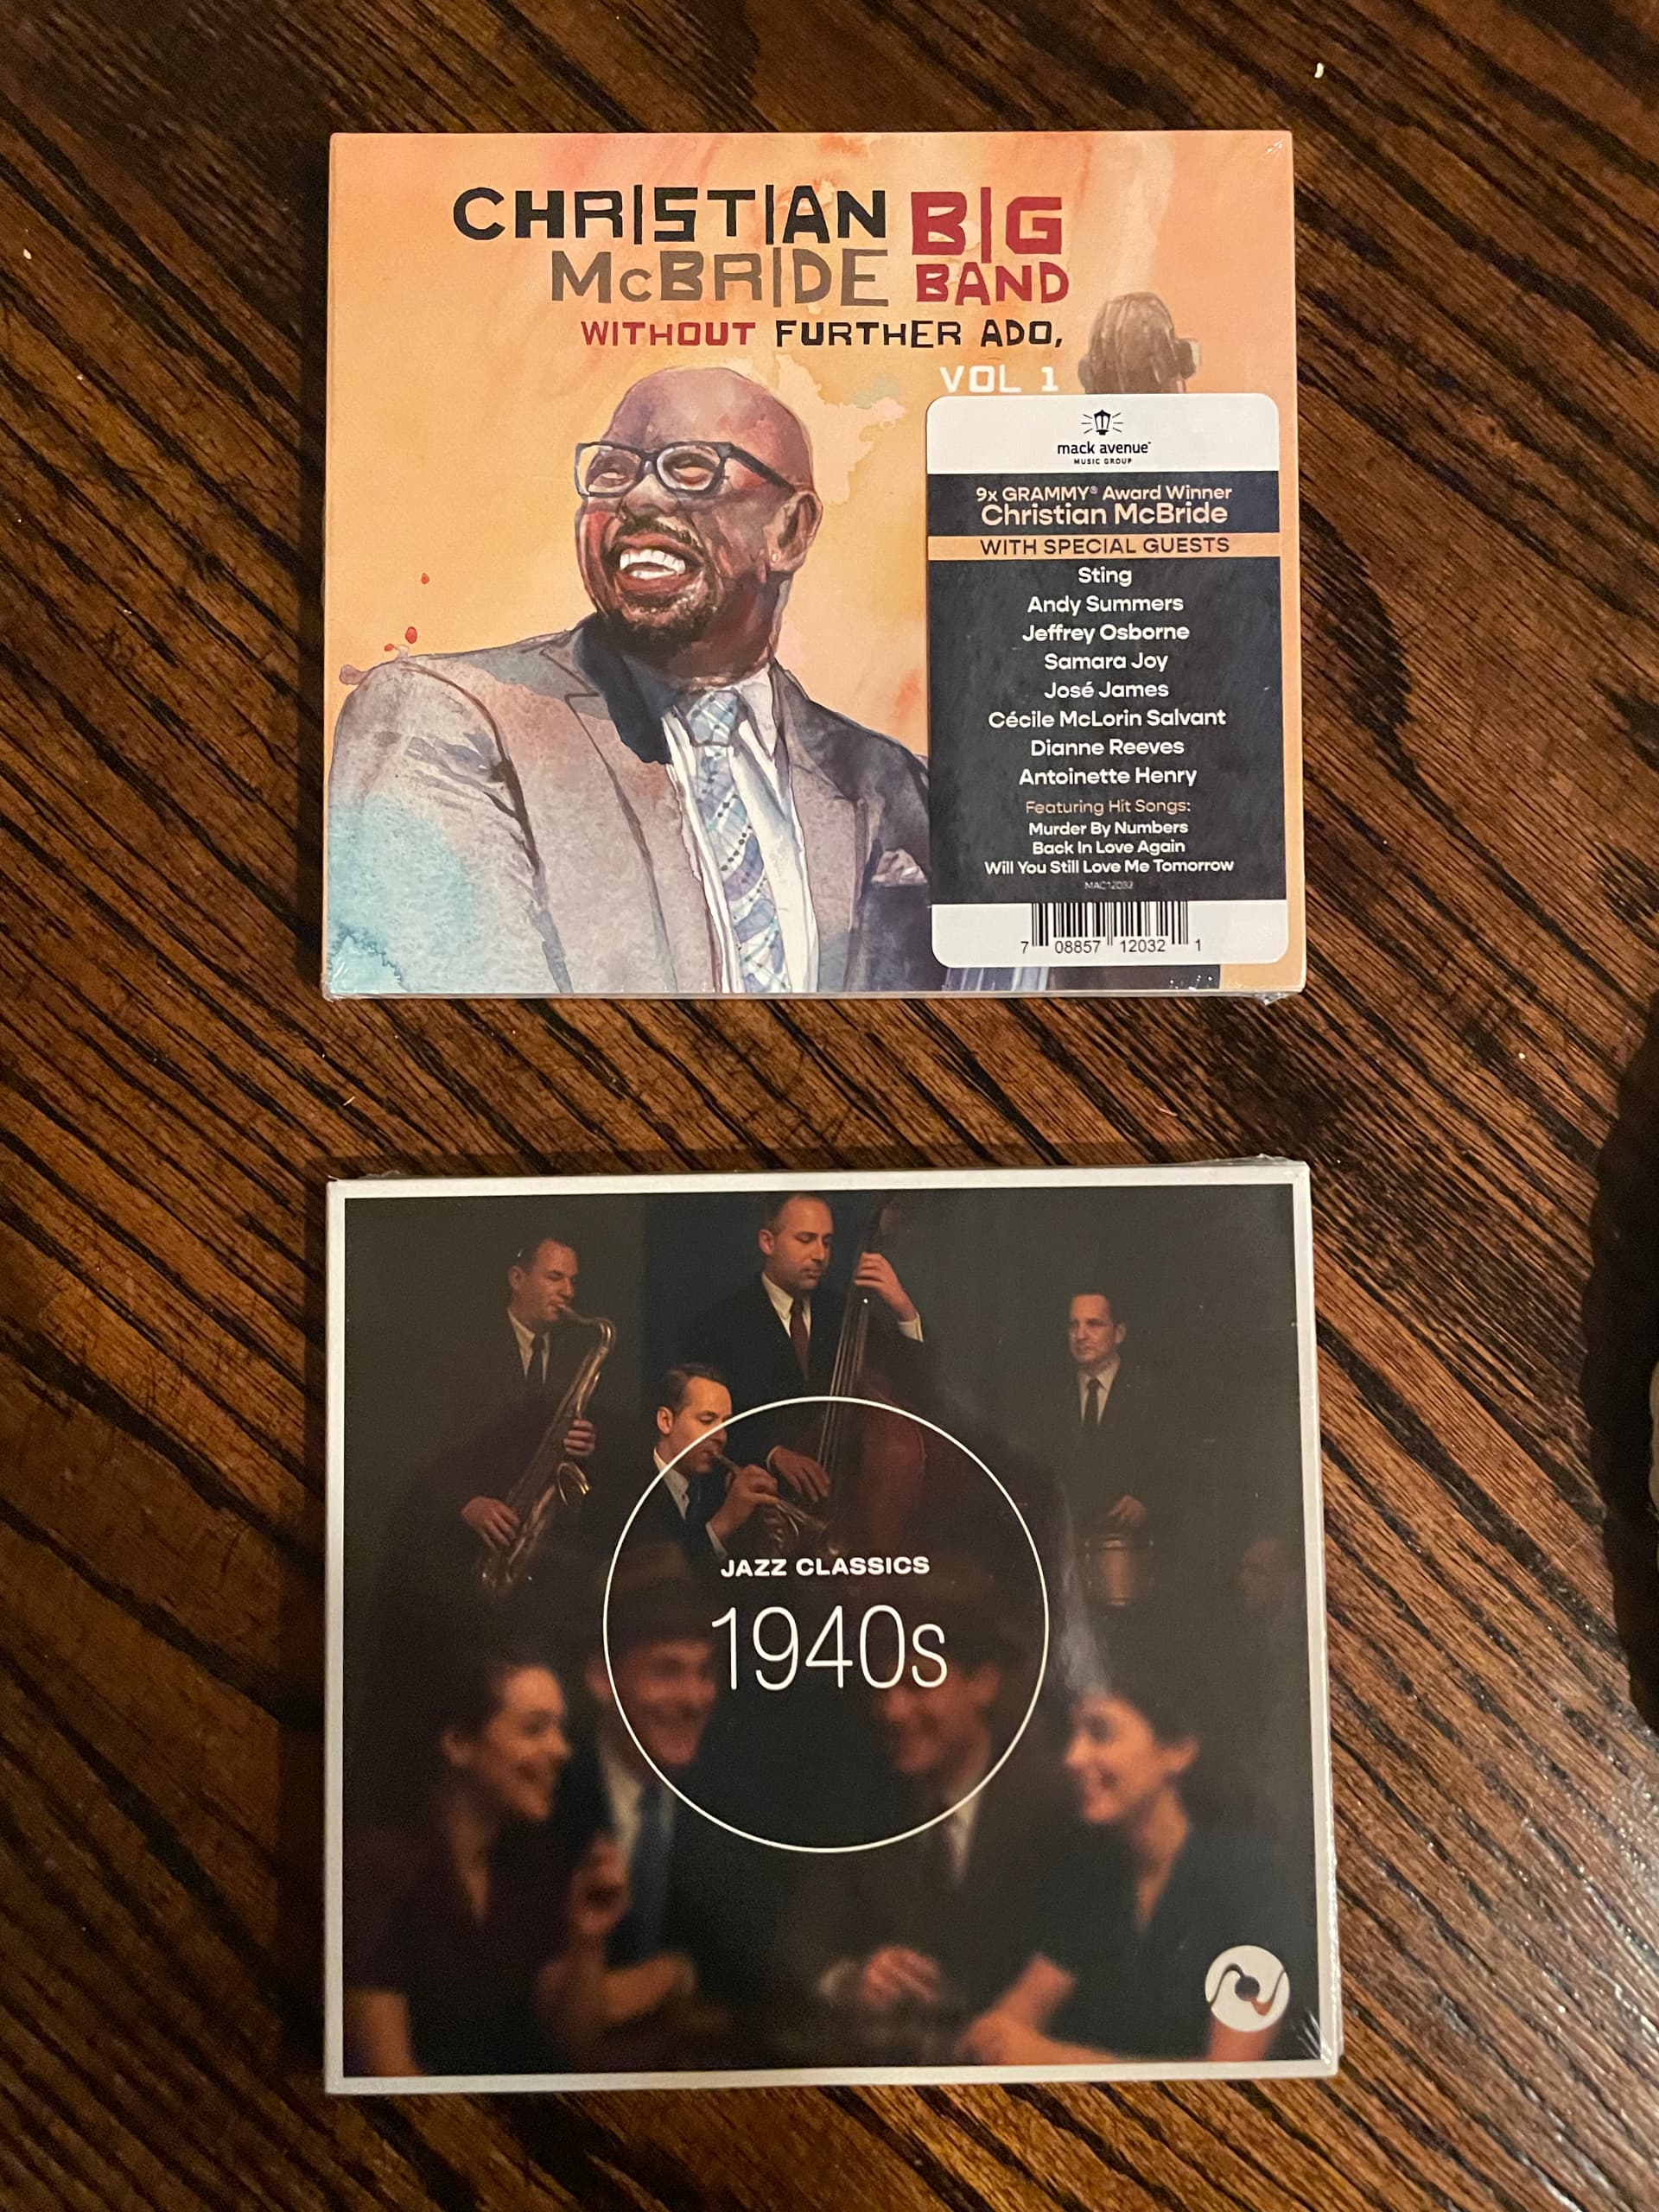 CHRISTIAN BIG
McBRIDE BAND
WITHOUT FURTHER ADO,
VOL 1
mack avenue™
MUSIC GROUP
9x GRAMMY® Award Winner
Christian McBride
WITH SPECIAL GUESTS
Sting
Andy Summers
Jeffrey Osborne
Samara Joy
José James
Cécile McLorin Salvant
Dianne Reeves
Antoinette Henry
Featuring Hit Songs:
Murder By Numbers
Back In Love Again
Will You Still Love Me Tomorrow
MAC12032
7 08857 12032 1
JAZZ CLASSICS
1940s